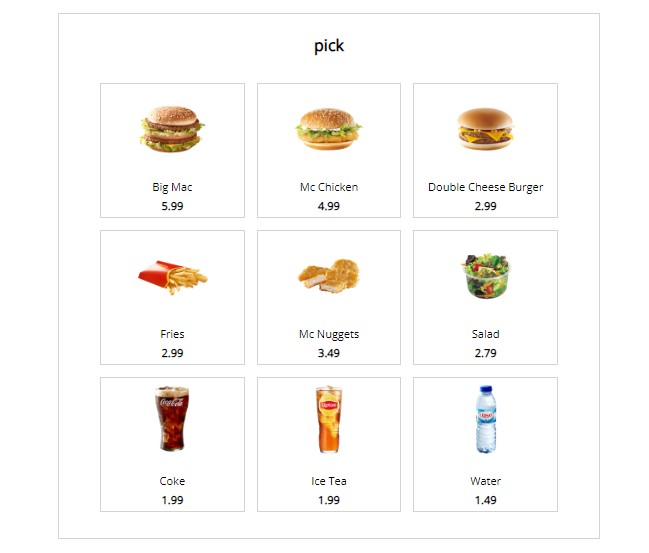 pick
Big Mac
5.99
Mc Chicken
4.99
Double Cheese Burger
2.99
Fries
2.99
Mc Nuggets
3.49
Salad
2.79
Coca-Cola
Coke
1.99
Lipton
Ice Tea
1.99
Water
1.49